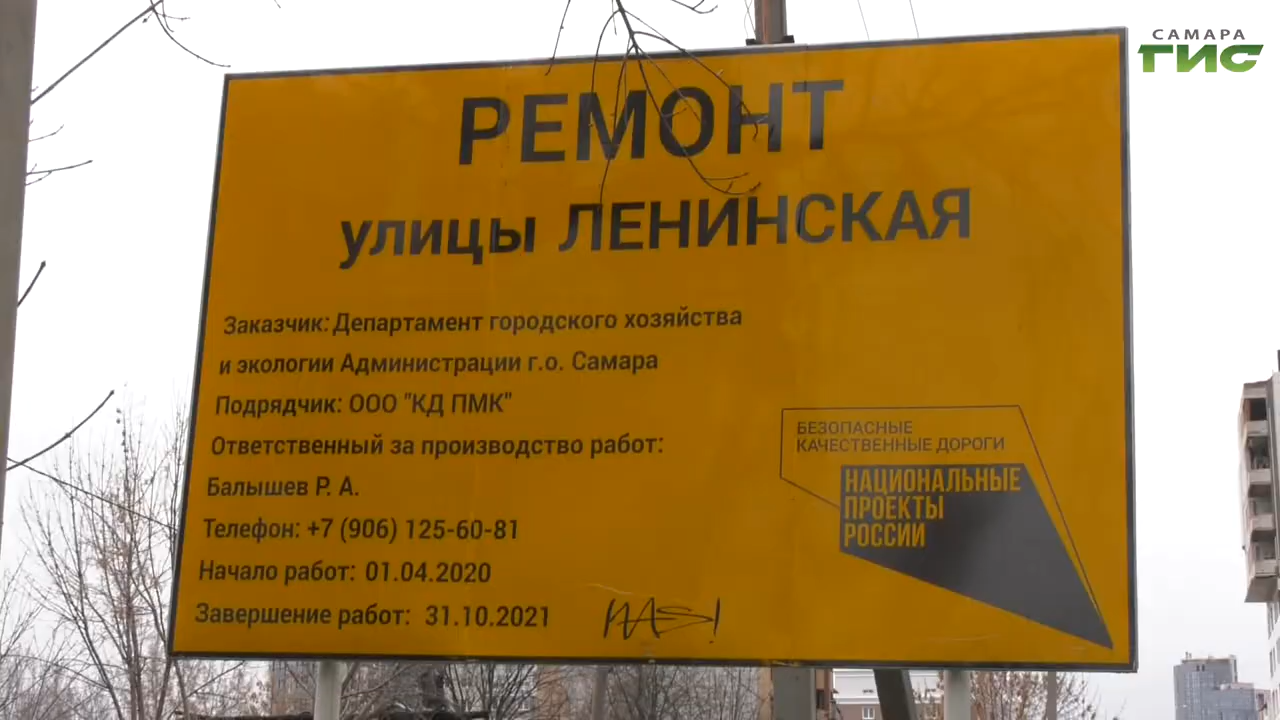 САМАРА
ГИС
РЕМОНТ
улицы ЛЕНИНСКАЯ
Заказчик: Департамент городского хозяйства
и экологии Администрации г.о. Самара
Подрядчик: ООО "КД ПМК"
Ответственный за производство работ:
Балышев Р. А.
Телефон: +7 (906) 125-60-81
Начало работ: 01.04.2020
Завершение работ: 31.10.2021
БЕЗОПАСНЫЕ
КАЧЕСТВЕННЫЕ ДОРОГИ
НАЦИОНАЛЬНЫЕ
ПРОЕКТЫ
РОССИИ